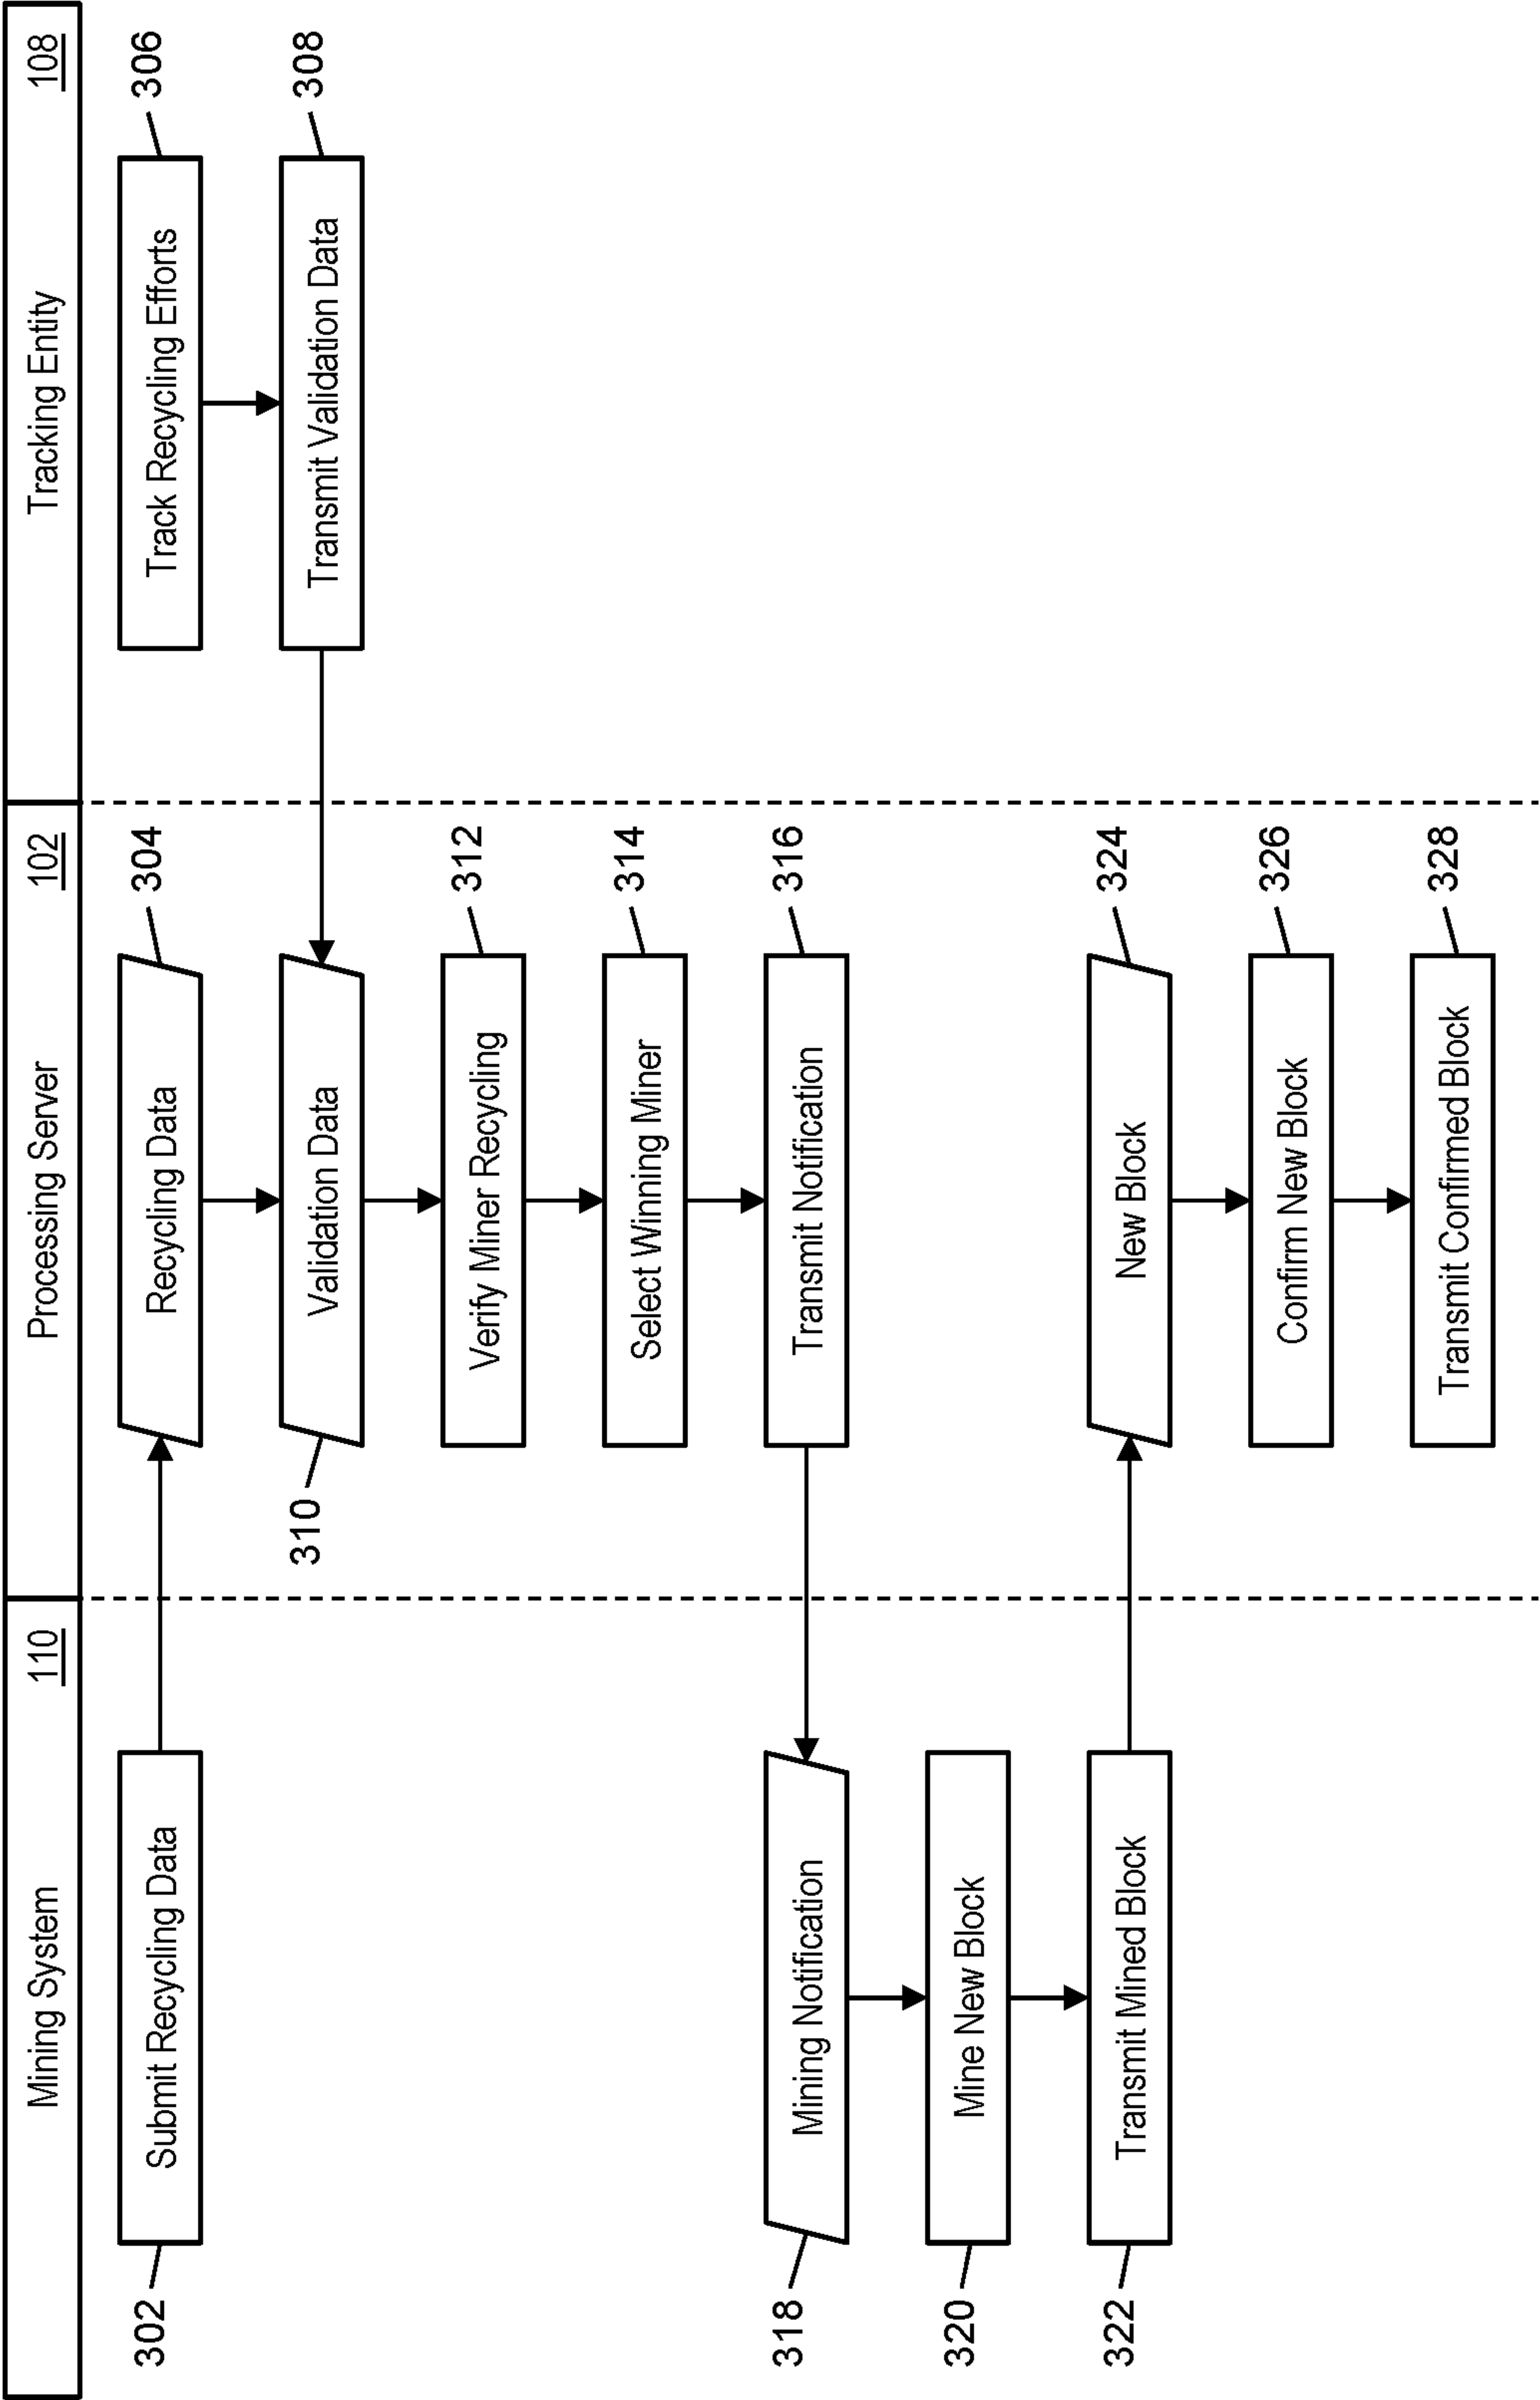 Mining System 110
Processing Server 102
Tracking Entity 108
302
Submit Recycling Data
304
Recycling Data
306
Track Recycling Efforts
310
Validation Data
308
Transmit Validation Data
312
Verify Miner Recycling
314
Select Winning Miner
318
Mining Notification
316
Transmit Notification
320
Mine New Block
322
Transmit Mined Block
324
New Block
326
Confirm New Block
328
Transmit Confirmed Block